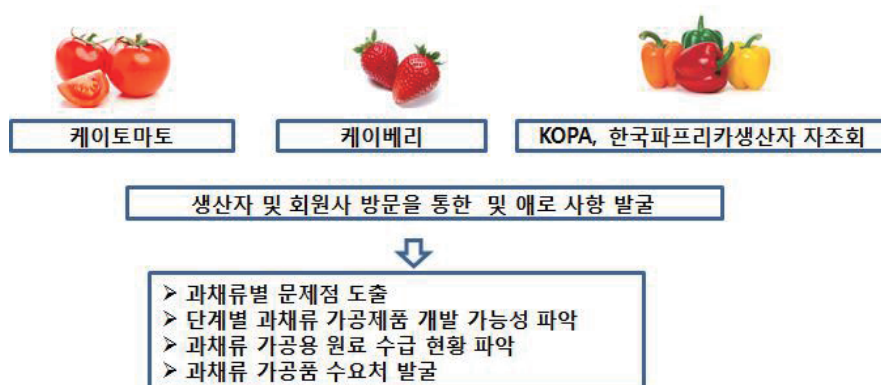 케이토마토
케이베리
KOPA, 한국파프리카생산자 자조회
생산자 및 회원사 방문을 통한 및 애로 사항 발굴
➢ 과채류별 문제점 도출
➢ 단계별 과채류 가공제품 개발 가능성 파악
➢ 과채류 가공용 원료 수급 현황 파악
➢ 과채류 가공품 수요처 발굴